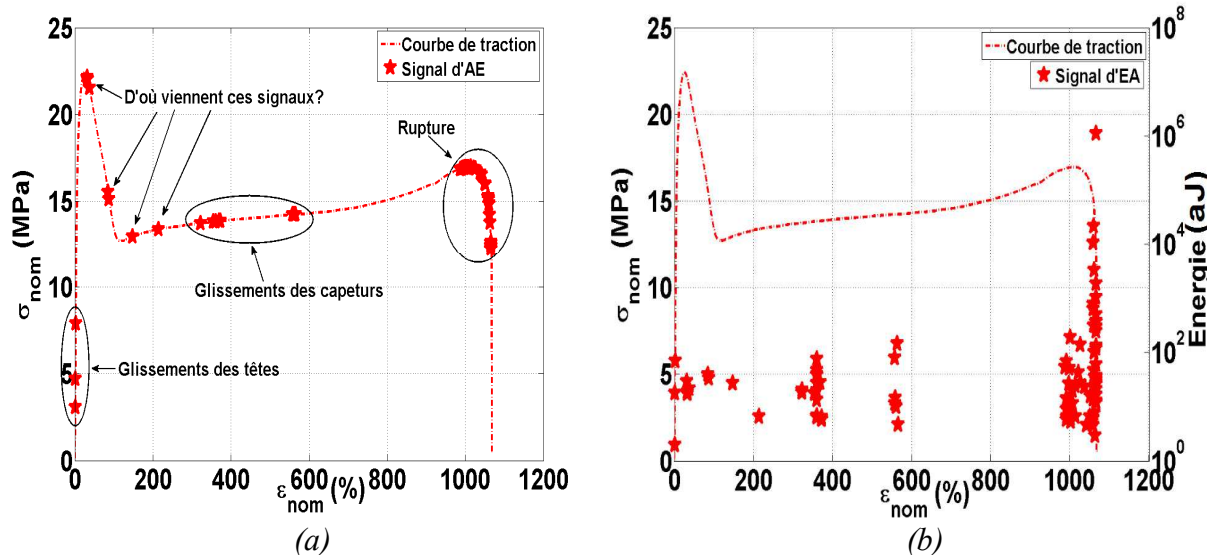 25
20
15
10
5
0
σnom (MPa)
0 200 400 600 800 1000 1200
εnom (%)
Courbe de traction
Signal d'AE
D'où viennent ces signaux?
Rupture
Glissements des capeturs
Glissements des têtes
(a)
25
20
15
10
5
0
σnom (MPa)
0 200 400 600 800 1000 1200
εnom (%)
Courbe de traction
Signal d'EA
10^8
10^6
10^4
10^2
10^0
Energie (aJ)
(b)